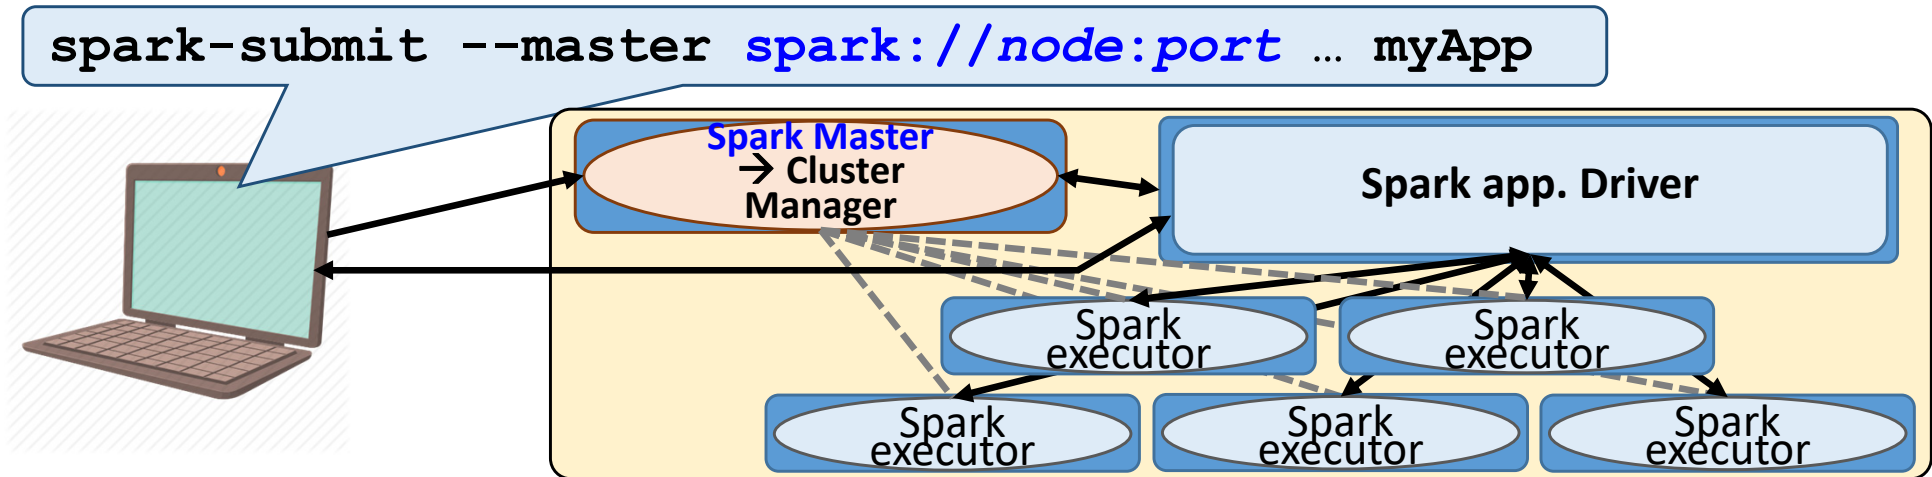 spark-submit --master spark://node:port … myApp
Spark Master
→ Cluster
Manager
Spark app. Driver
Spark
executor
Spark
executor
Spark
executor
Spark
executor
Spark
executor